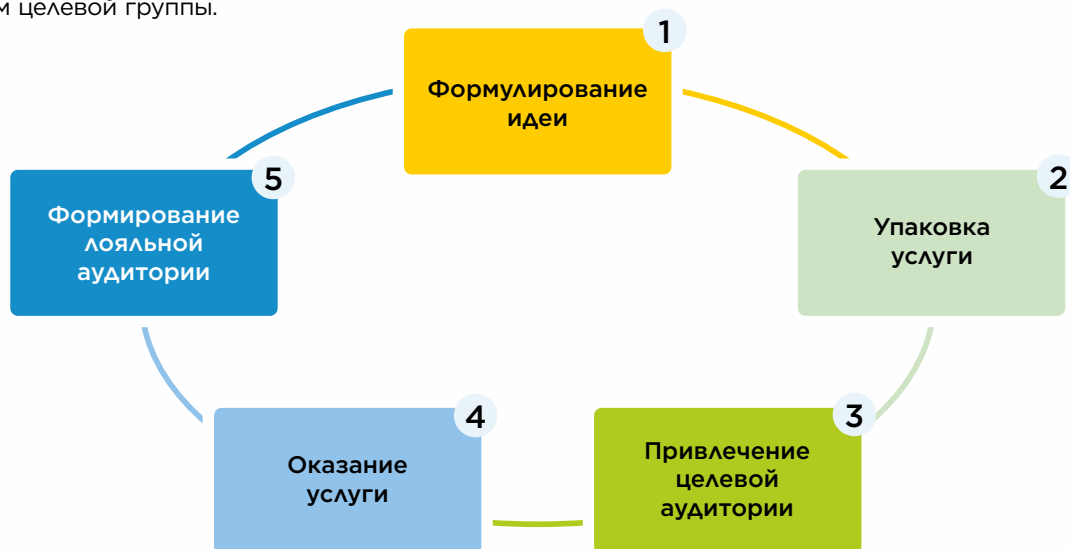 м целевой группы.
1
Формулирование
идеи
2
Упаковка
услуги
3
Привлечение
целевой
аудитории
4
Оказание
услуги
5
Формирование
лояльной
аудитории